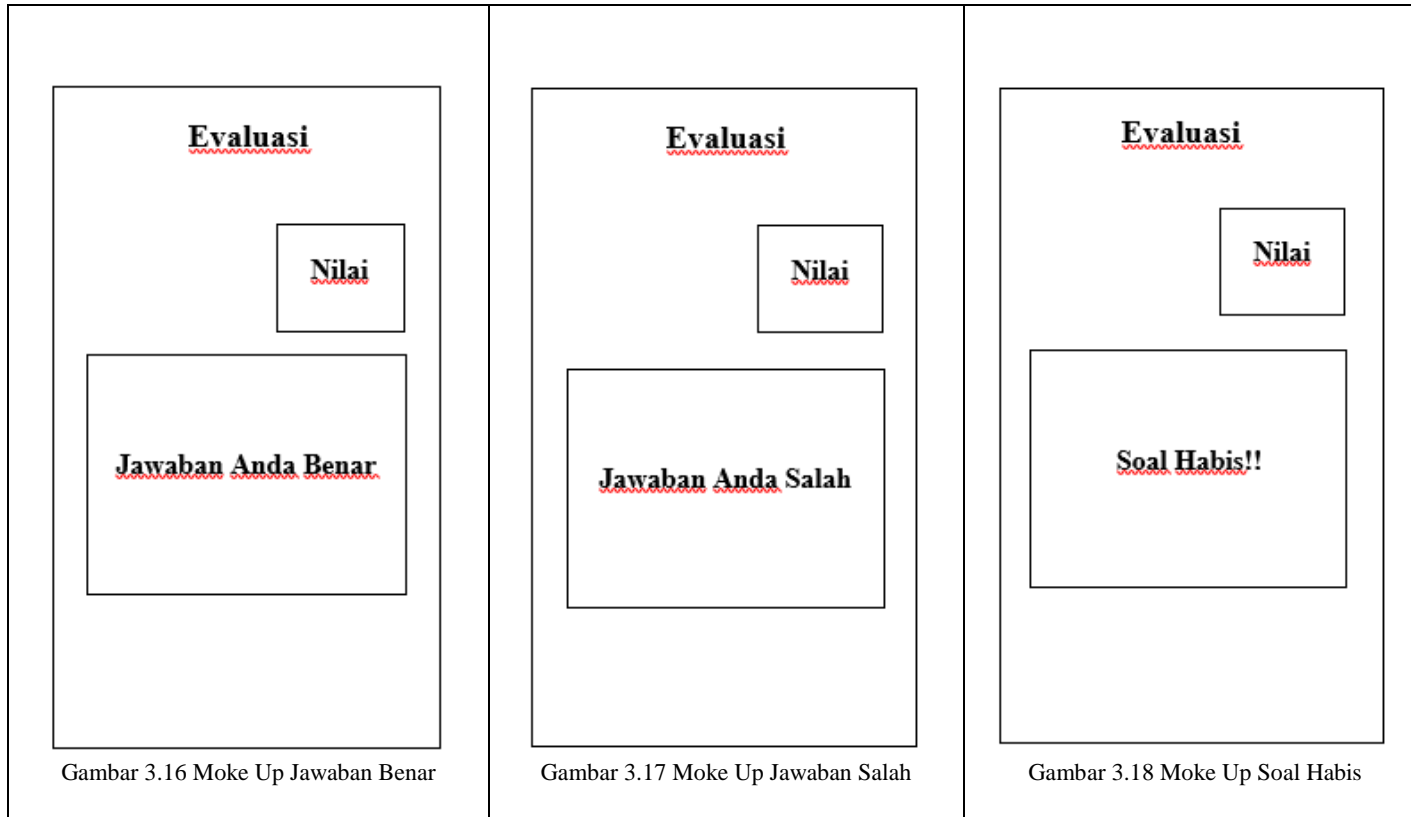 Evaluasi
Nilai
Jawaban Anda Benar
Gambar 3.16 Moke Up Jawaban Benar
Evaluasi
Nilai
Jawaban Anda Salah
Gambar 3.17 Moke Up Jawaban Salah
Evaluasi
Nilai
Soal Habis!!
Gambar 3.18 Moke Up Soal Habis